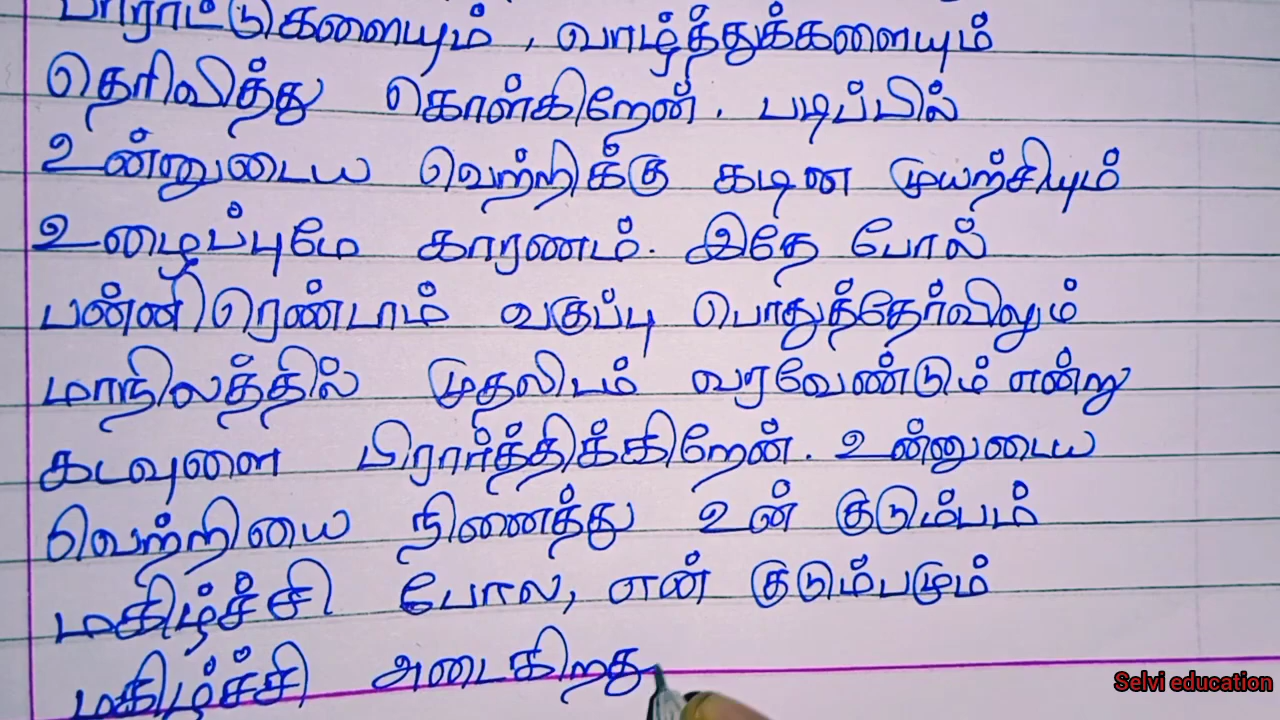 பாராட்டுகளையும், வாழ்த்துக்களையும்
தெரிவித்து கொள்கிறேன். படிப்பில்
உன்னுடைய வெற்றிக்கு கடின முயற்சியும்
உழைப்புமே காரணம். இதே போல்
பன்னிரெண்டாம் வகுப்பு பொதுத்தேர்விலும்
மாநிலத்தில் முதலிடம் வரவேண்டும் என்று
கடவுளை பிரார்த்திக்கிறேன். உன்னுடைய
வெற்றியை நிணைத்து உன் குடும்பம்
மகிழ்ச்சி போல, என் குடும்பமும்
மகிழ்ச்சி அடைகிறது
Selvi education